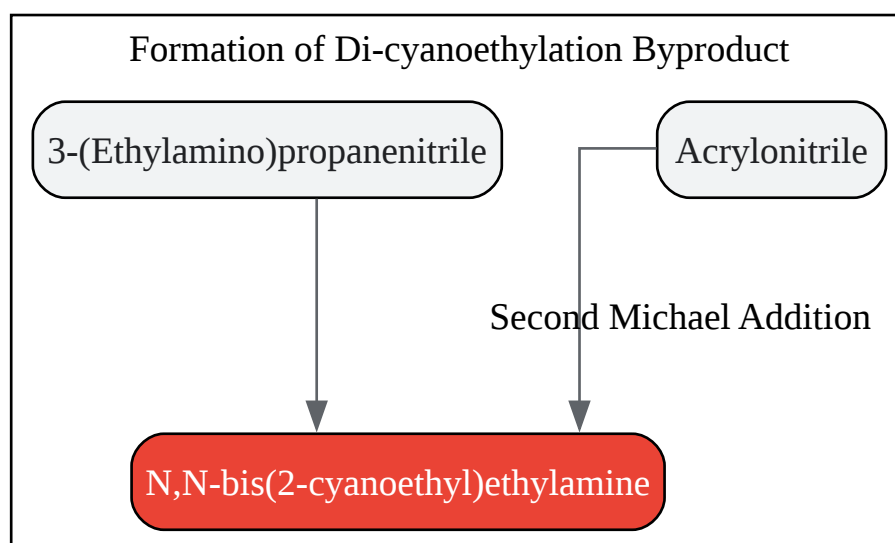 Formation of Di-cyanoethylation Byproduct
3-(Ethylamino)propanenitrile
Acrylonitrile
Second Michael Addition
N,N-bis(2-cyanoethyl)ethylamine